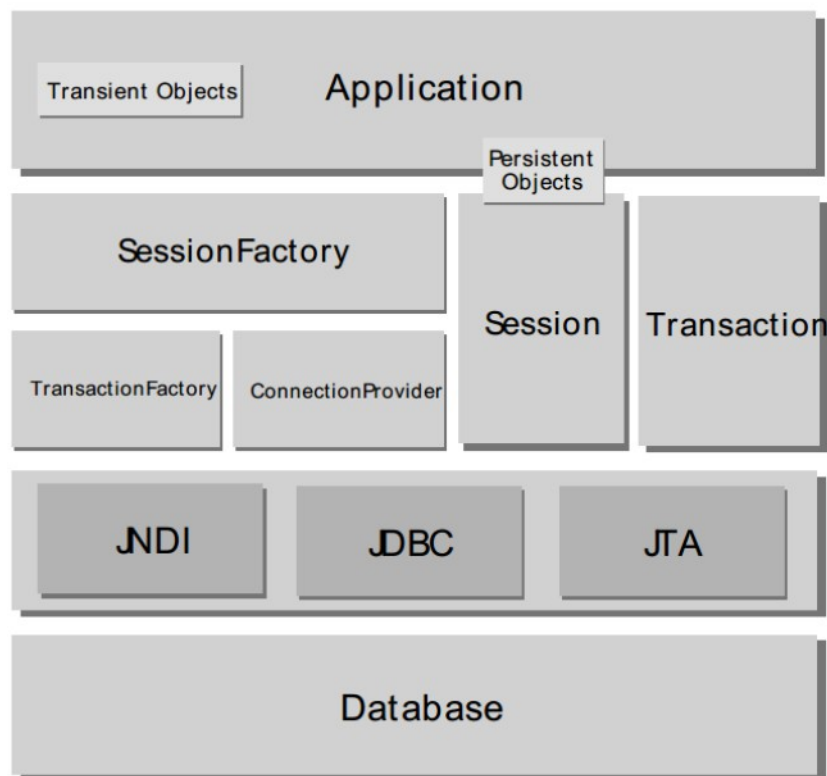 Transient Objects
Application
Persistent
Objects
SessionFactory
Session
Transaction
TransactionFactory
ConnectionProvider
JNDI
JDBC
JTA
Database